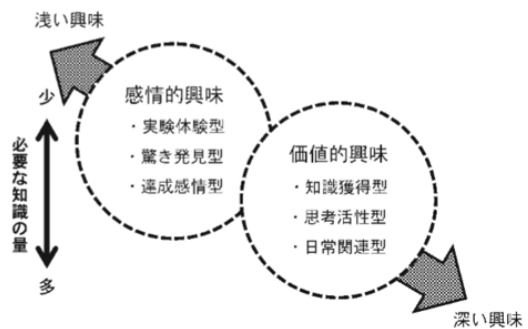 浅い興味
少
必要な知識の量
多
感情的興味
・実験体験型
・驚き発見型
・達成感情型
価値的興味
・知識獲得型
・思考活性型
・日常関連型
深い興味